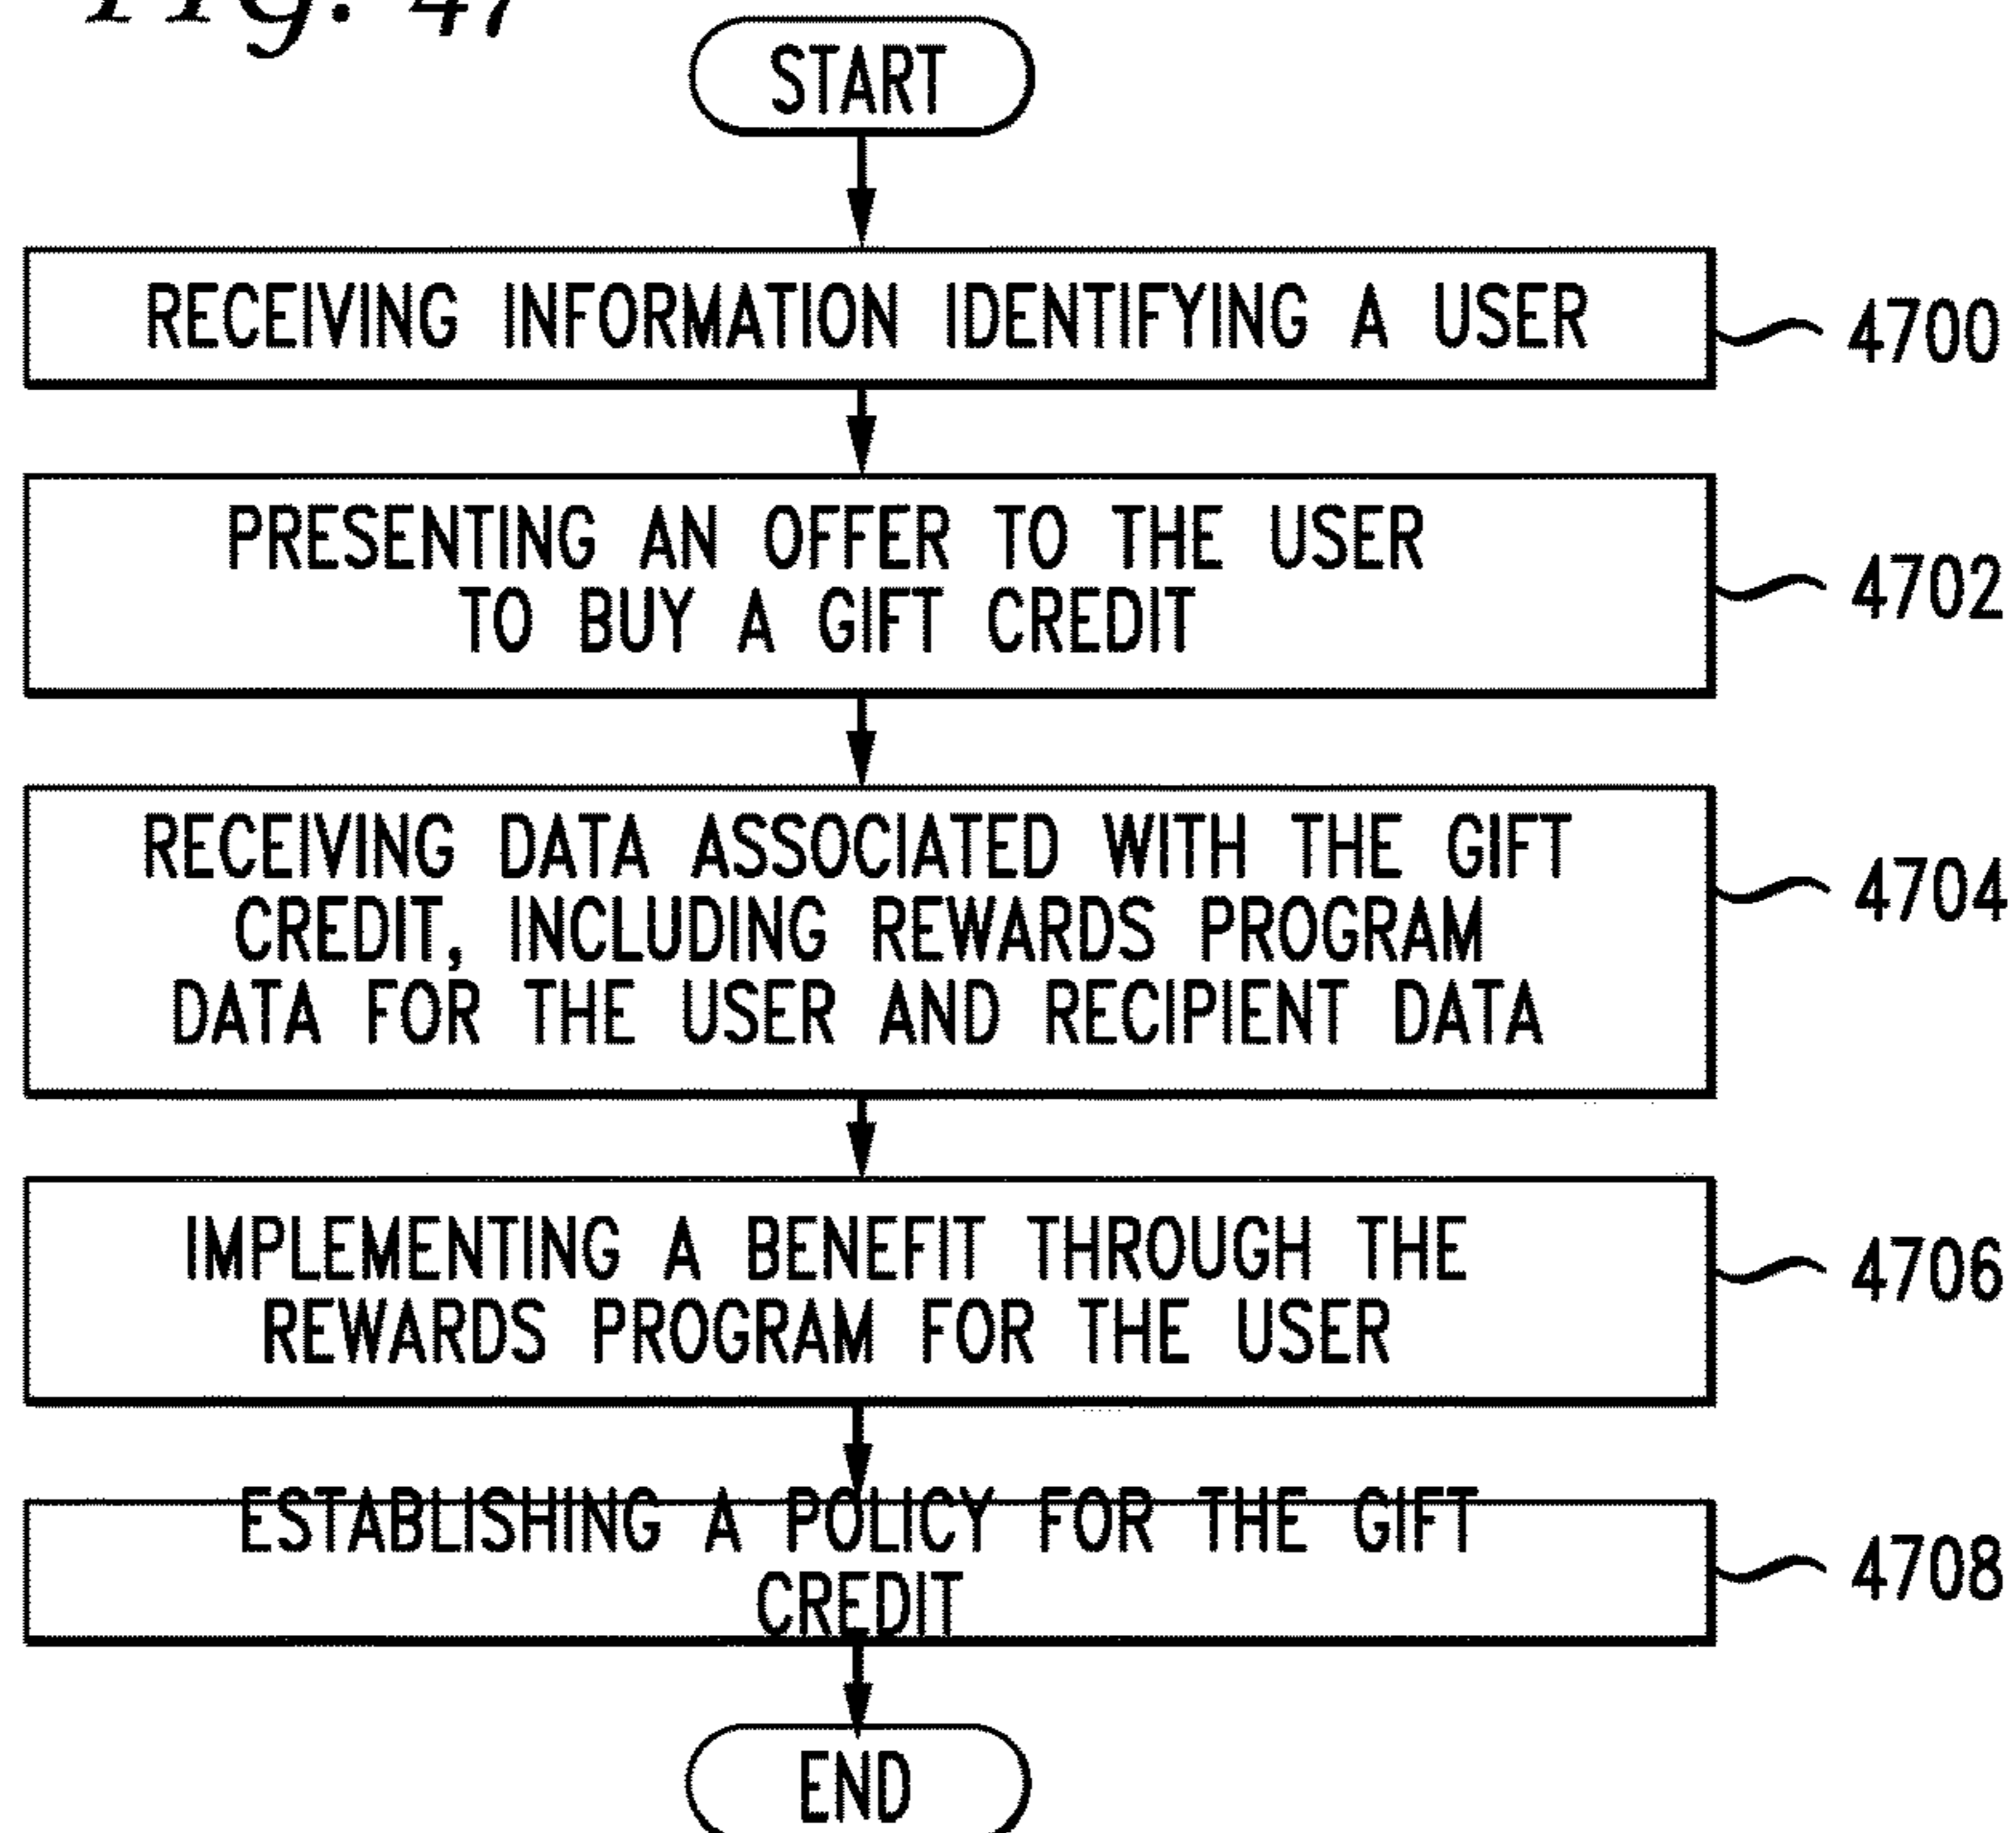 Fig. 47
START
RECEIVING INFORMATION IDENTIFYING A USER
4700
PRESENTING AN OFFER TO THE USER
TO BUY A GIFT CREDIT
4702
RECEIVING DATA ASSOCIATED WITH THE GIFT
CREDIT, INCLUDING REWARDS PROGRAM
DATA FOR THE USER AND RECIPIENT DATA
4704
IMPLEMENTING A BENEFIT THROUGH THE
REWARDS PROGRAM FOR THE USER
4706
ESTABLISHING A POLICY FOR THE GIFT
CREDIT
4708
END